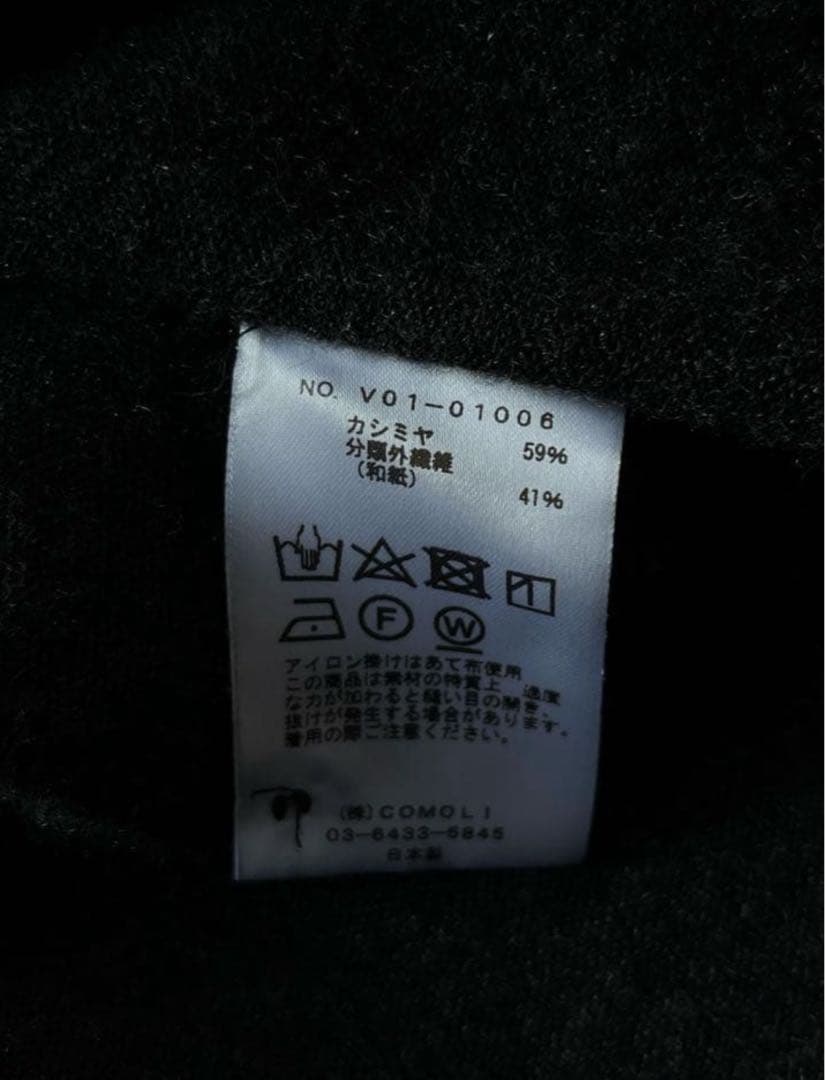 NO. V01-01006
カシミヤ 59%
分類外繊維
(和紙) 41%
F W
アイロン掛けはあて布使用
この商品は素材の特質上、過度
な力が加わると縫い目の開き、
抜けが発生する場合があります。
着用の際ご注意ください。
(株)COMOLI
03-6433-5845
日本製